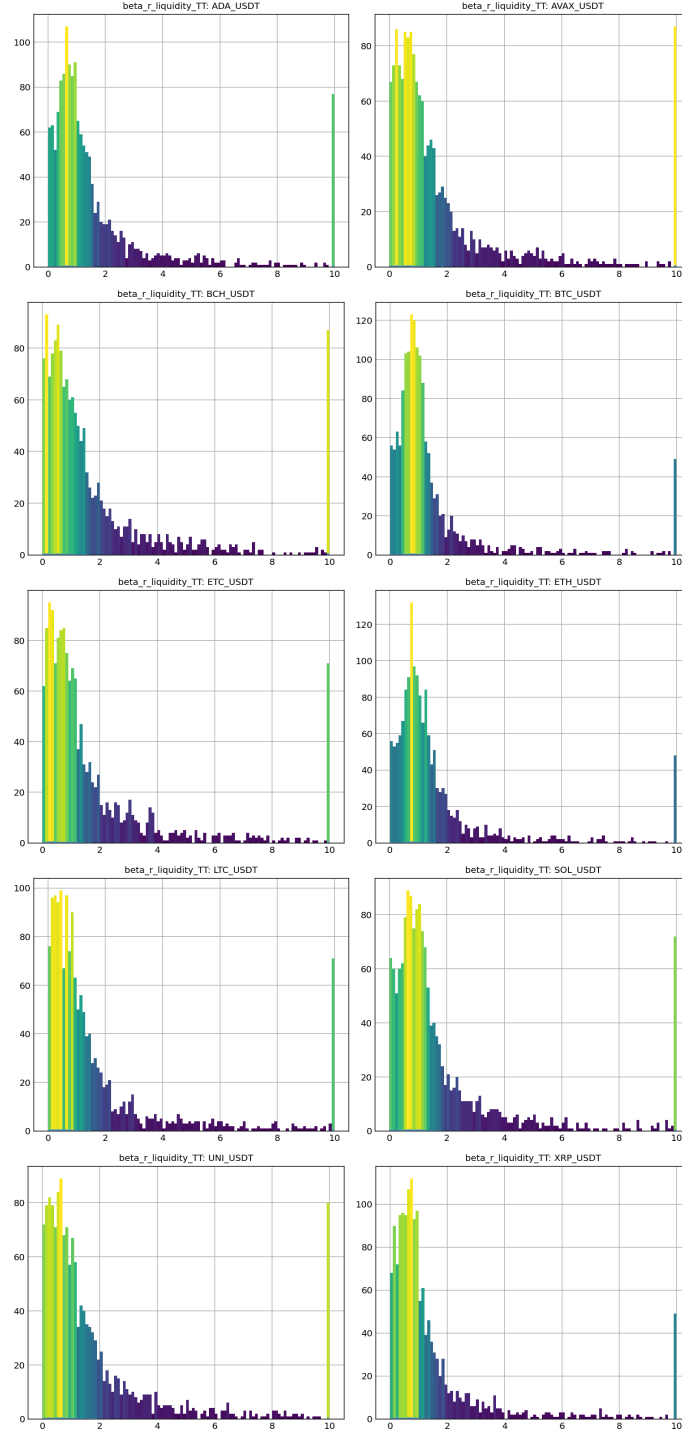 beta_r_liquidity_TT: ADA_USDT
beta_r_liquidity_TT: AVAX_USDT
100
80
60
40
20
0
0 2 4 6 8 10
80
60
40
20
0
0 2 4 6 8 10
beta_r_liquidity_TT: BCH_USDT
beta_r_liquidity_TT: BTC_USDT
80
60
40
20
0
0 2 4 6 8 10
120
100
80
60
40
20
0
0 2 4 6 8 10
beta_r_liquidity_TT: ETC_USDT
beta_r_liquidity_TT: ETH_USDT
80
60
40
20
0
0 2 4 6 8 10
120
100
80
60
40
20
0
0 2 4 6 8 10
beta_r_liquidity_TT: LTC_USDT
beta_r_liquidity_TT: SOL_USDT
100
80
60
40
20
0
0 2 4 6 8 10
80
60
40
20
0
0 2 4 6 8 10
beta_r_liquidity_TT: UNI_USDT
beta_r_liquidity_TT: XRP_USDT
80
60
40
20
0
0 2 4 6 8 10
100
80
60
40
20
0
0 2 4 6 8 10